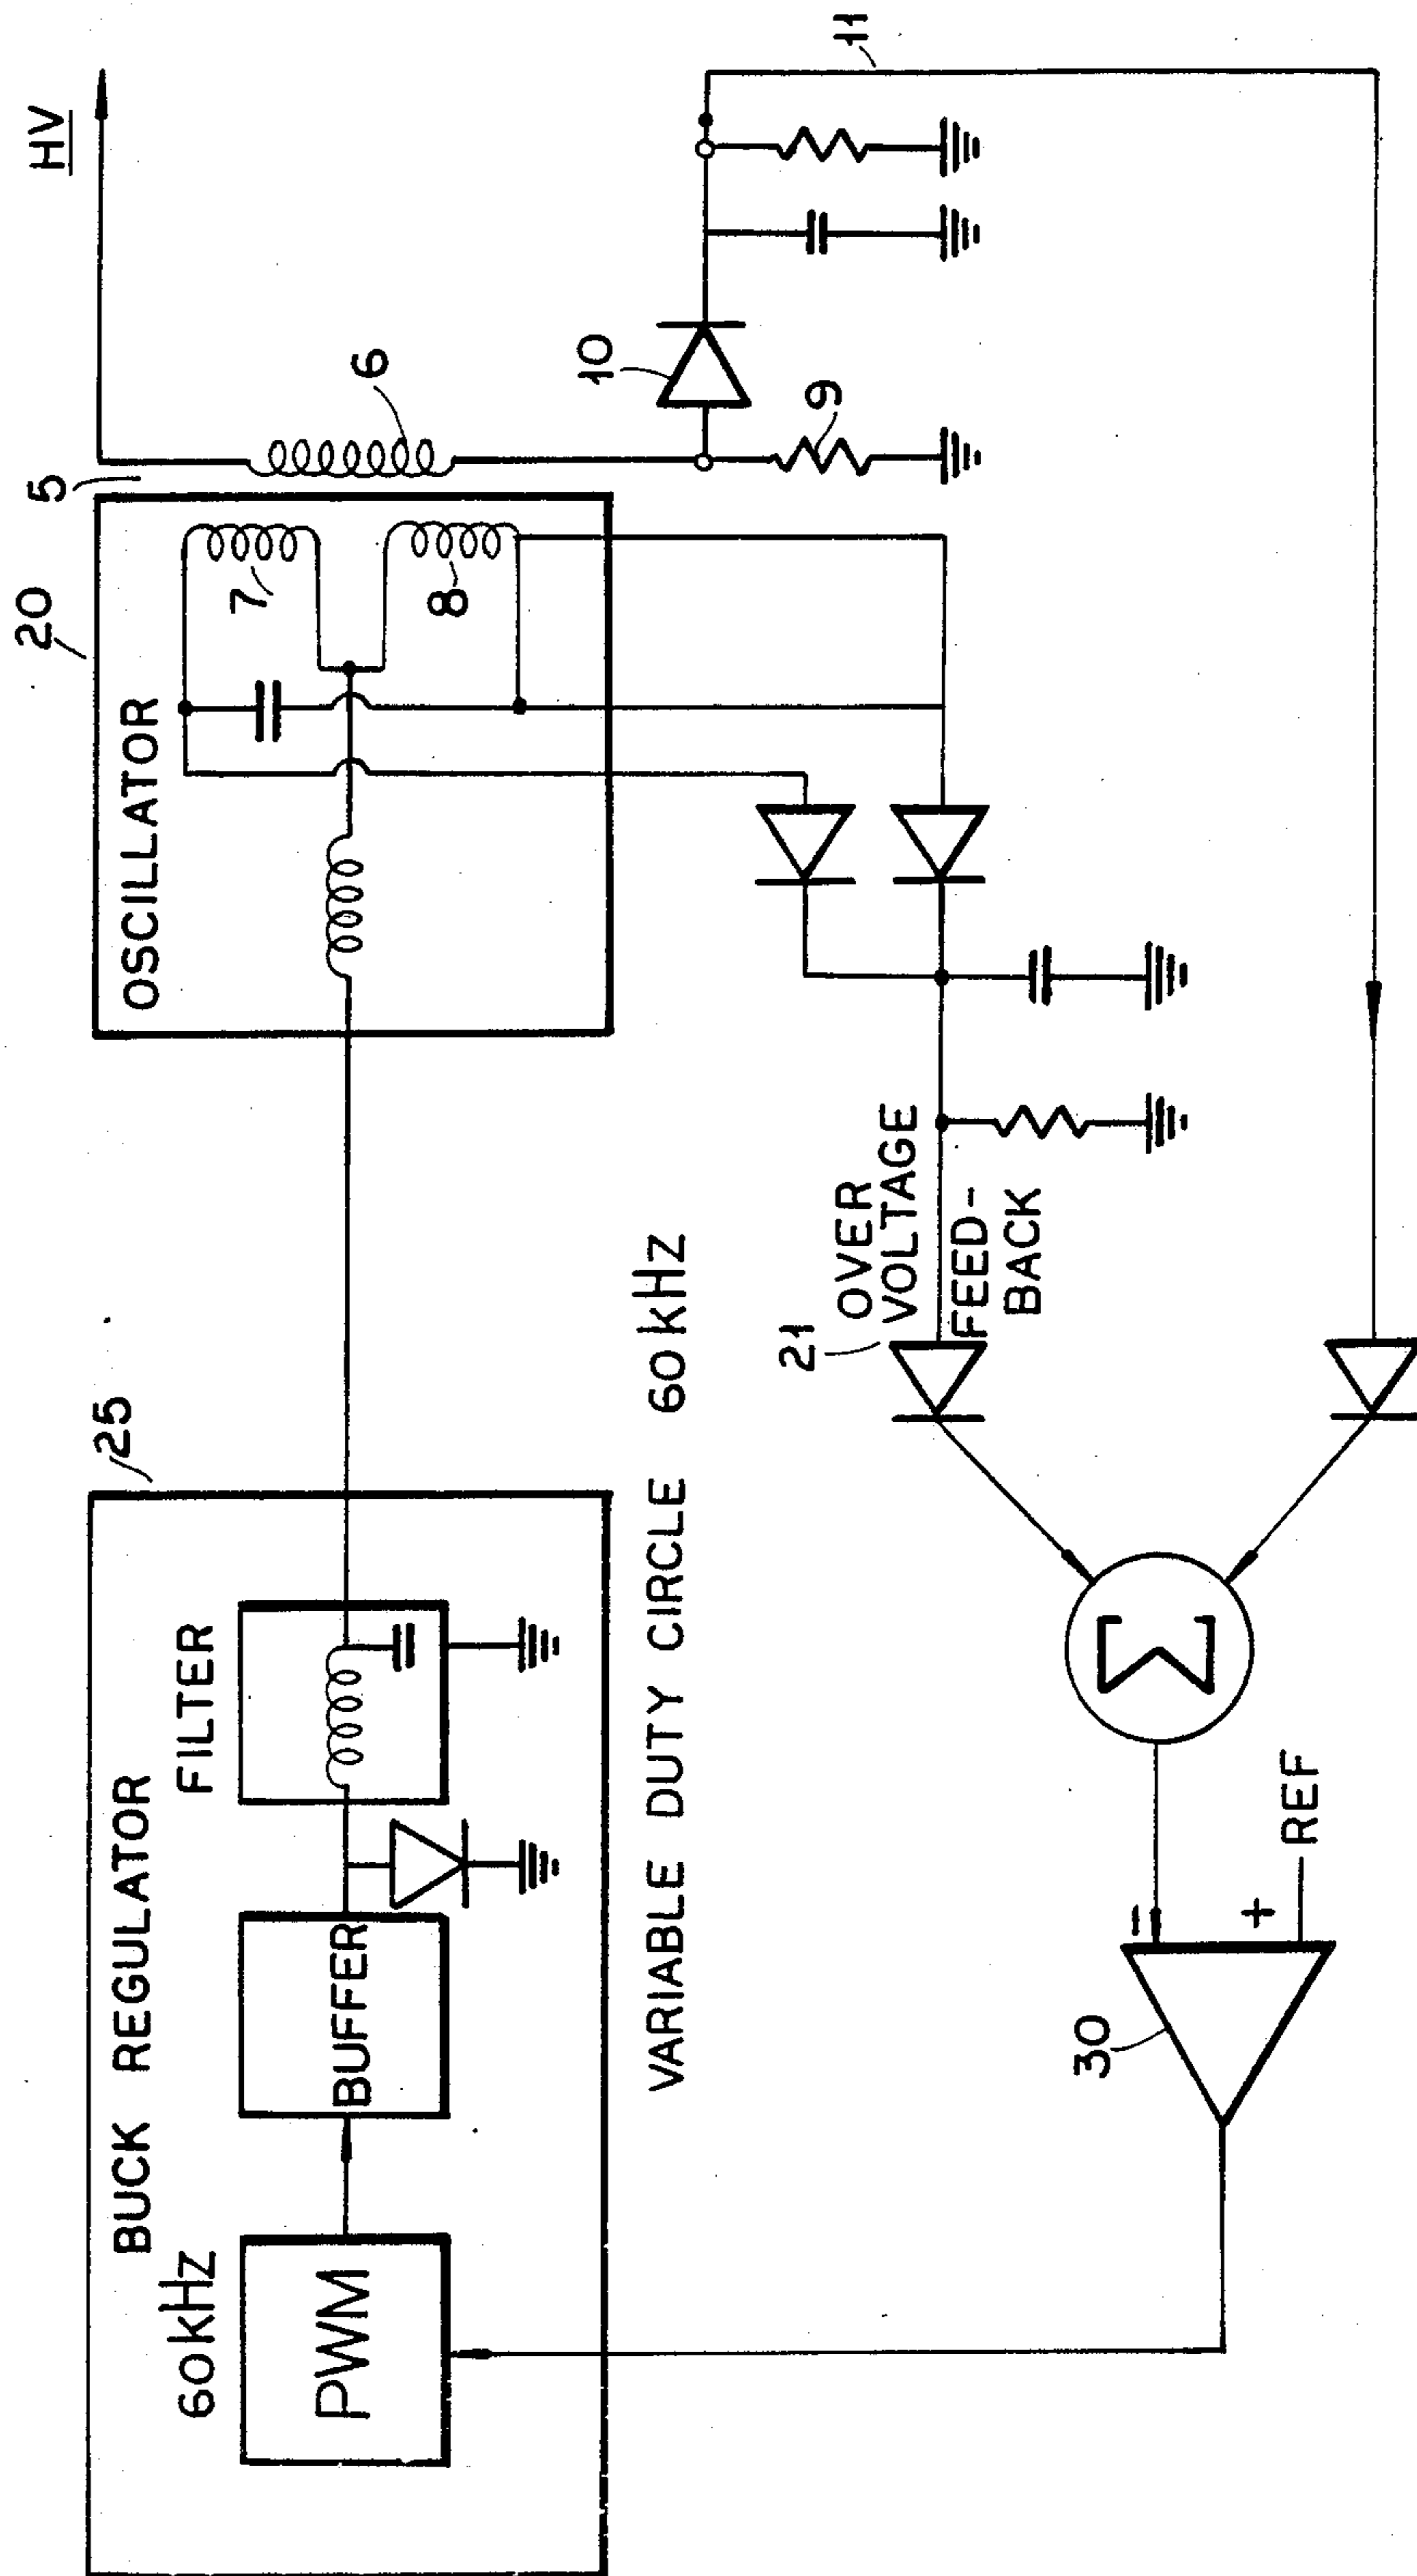 BUCK REGULATOR
25
60kHz
PWM
BUFFER
FILTER
VARIABLE DUTY CIRCLE 60kHz
OSCILLATOR
20
5
7
8
6
HV
10
9
11
21
OVER
VOLTAGE
FEED-
BACK
Σ
30
−
+
REF